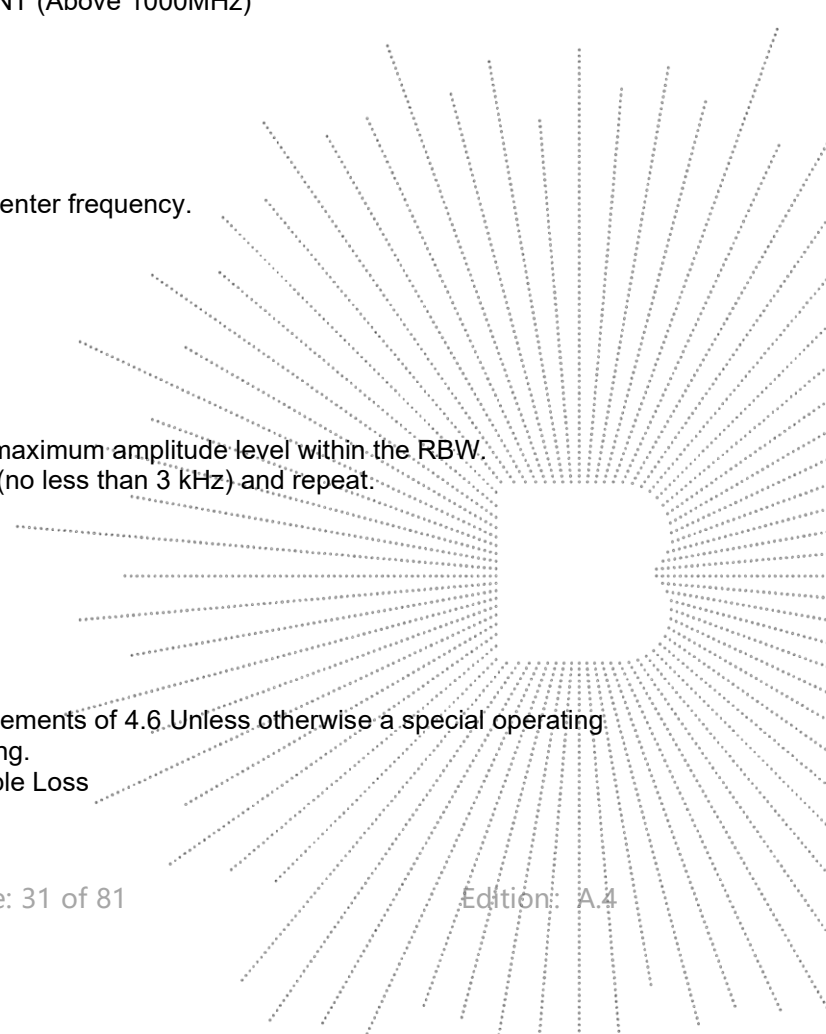 NT (Above 1000MHz)
enter frequency.
maximum amplitude level within the RBW.
(no less than 3 kHz) and repeat.
ements of 4.6 Unless otherwise a special operating
ng.
ole Loss
e: 31 of 81 Edition: A.4